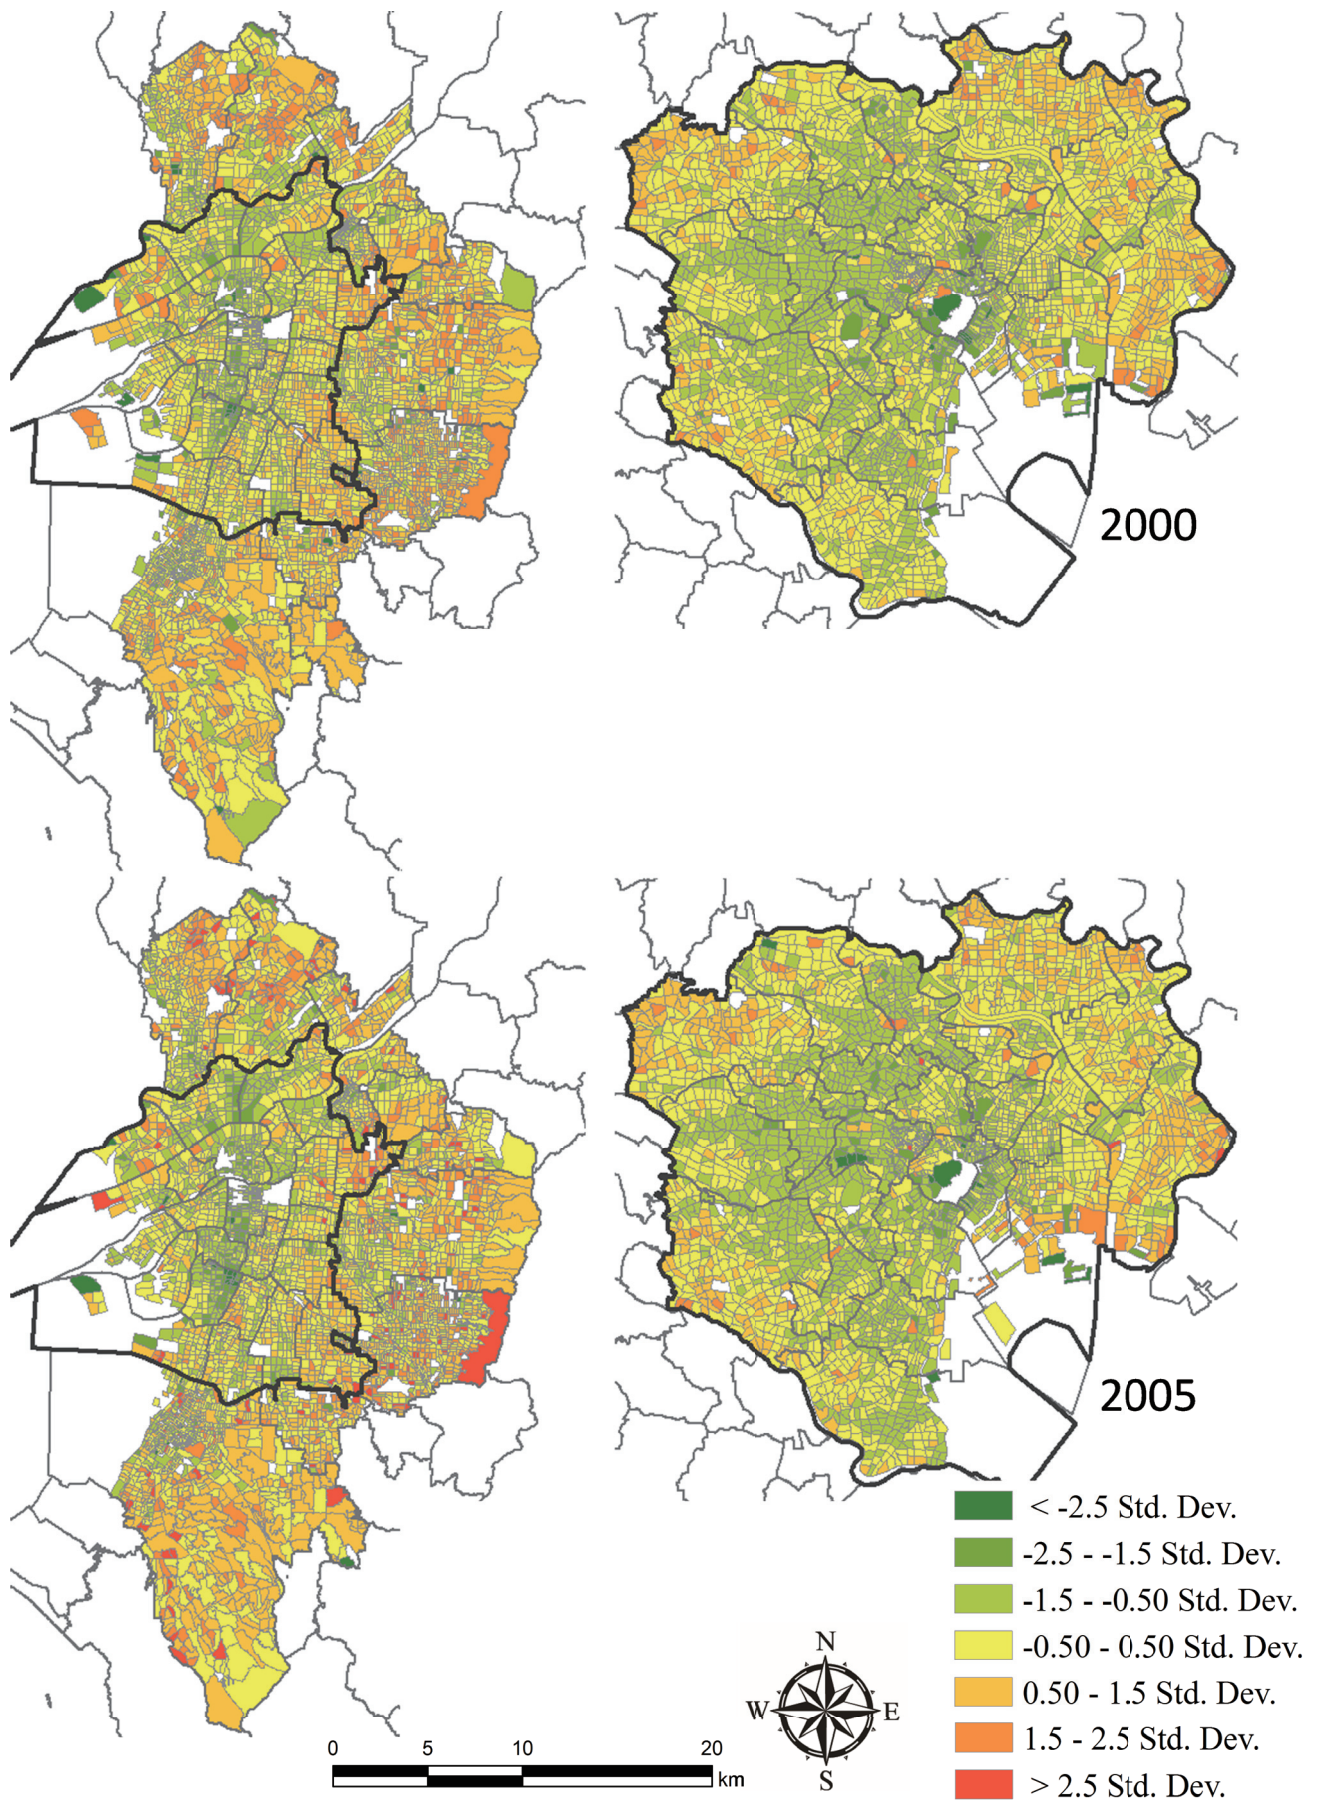 2000
2005
< -2.5 Std. Dev.
-2.5 - -1.5 Std. Dev.
-1.5 - -0.50 Std. Dev.
-0.50 - 0.50 Std. Dev.
0.50 - 1.5 Std. Dev.
1.5 - 2.5 Std. Dev.
> 2.5 Std. Dev.
N
W E
S
0 5 10 20
km